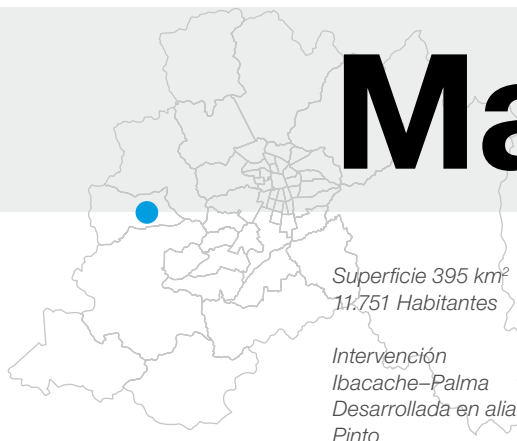 Ma
Superficie 395 km²
11.751 Habitantes
Intervención
Ibacache–Palma
Desarrollada en alia
Pinto